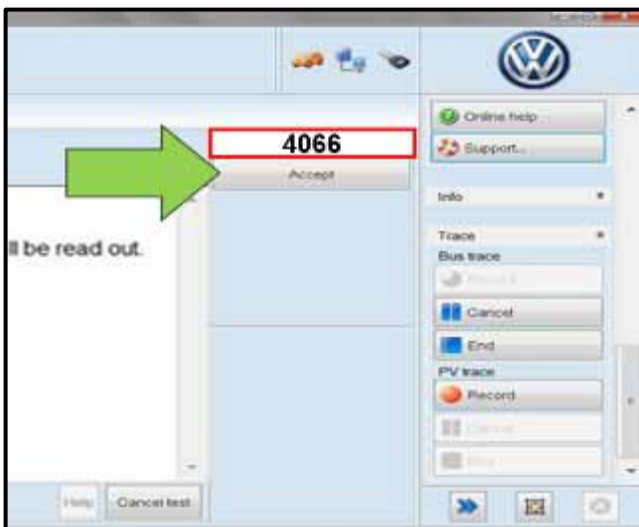 Online help
Support...
4066
Accept
Info
ll be read out.
Trace
Bus trace
Cancel
End
PV trace
Record
Help
Cancel test